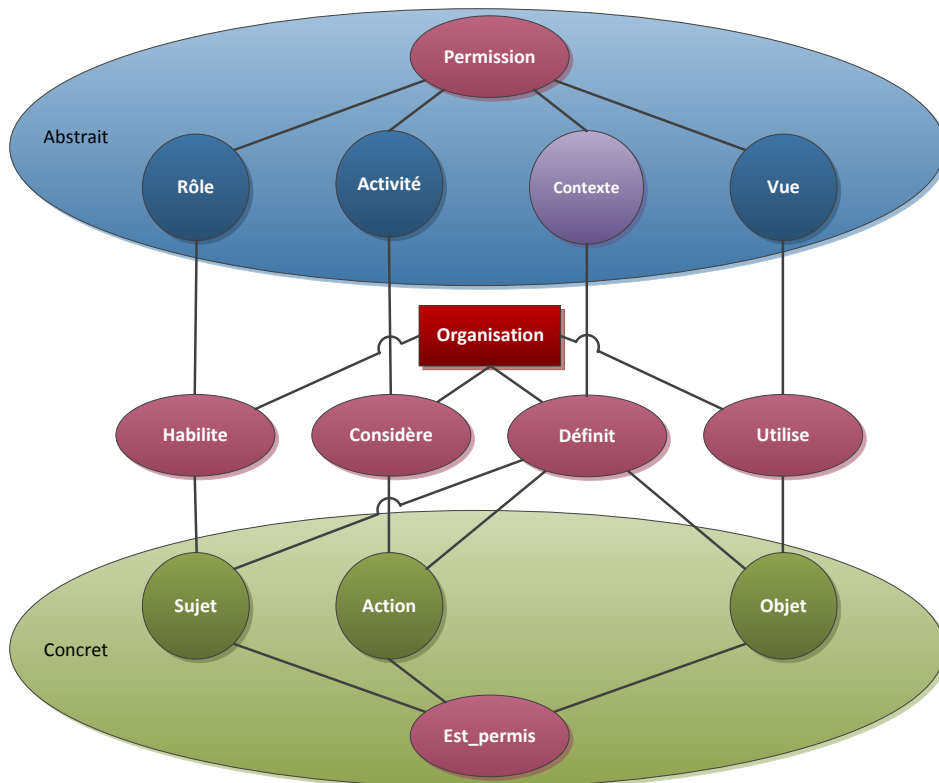 Permission
Abstrait
Rôle
Activité
Contexte
Vue
Organisation
Habilite
Considère
Définit
Utilise
Sujet
Action
Objet
Concret
Est_permis